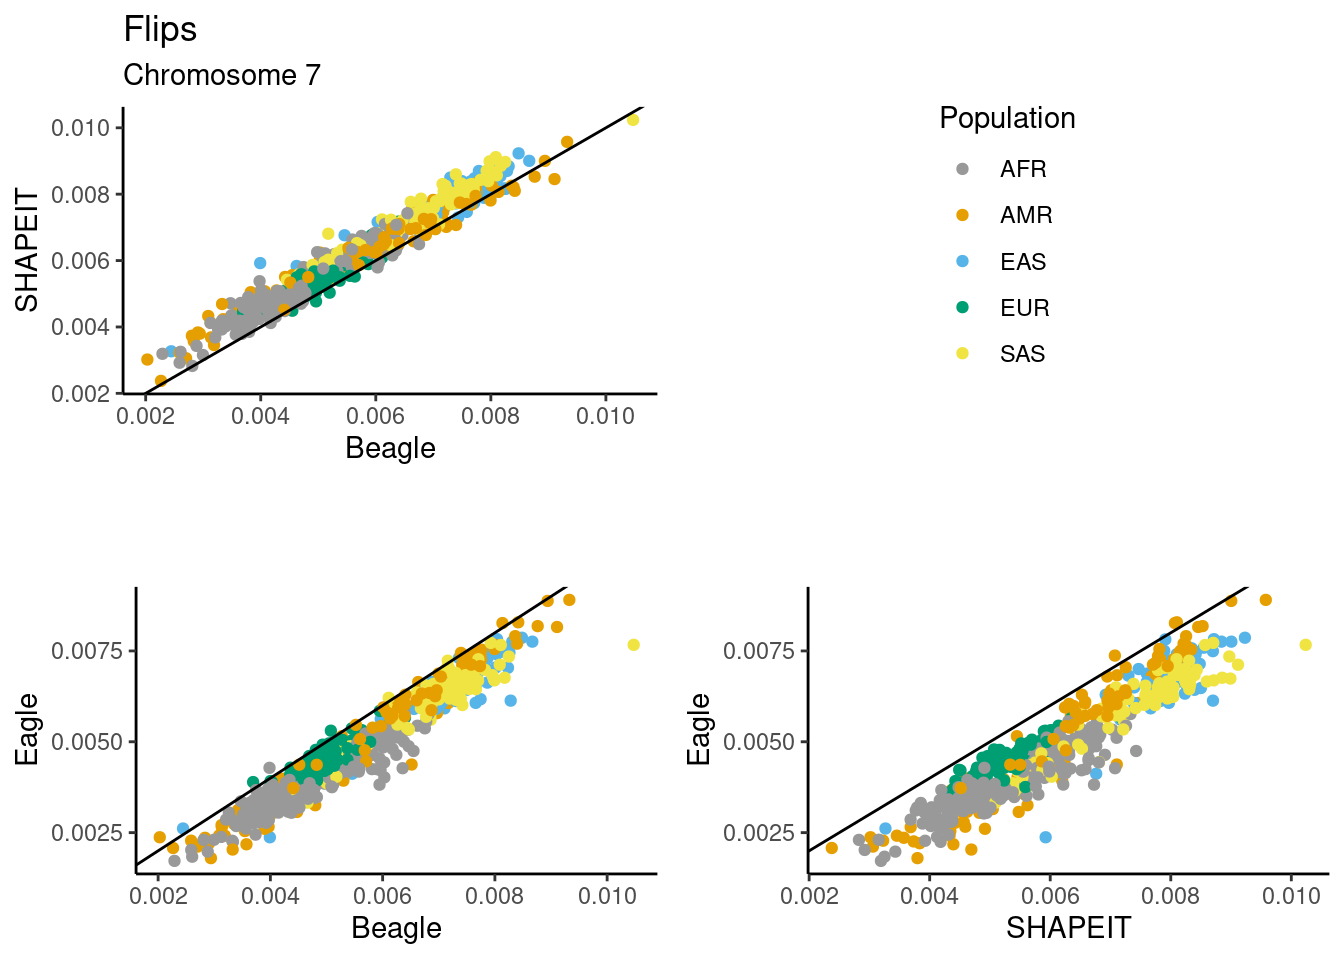 Flips
Chromosome 7
0.010
0.008
0.006
0.004
0.002
SHAPEIT
0.002 0.004 0.006 0.008 0.010
Beagle
Population
AFR
AMR
EAS
EUR
SAS
0.0075
0.0050
0.0025
Eagle
0.002 0.004 0.006 0.008 0.010
Beagle
0.0075
0.0050
0.0025
Eagle
0.002 0.004 0.006 0.008 0.010
SHAPEIT